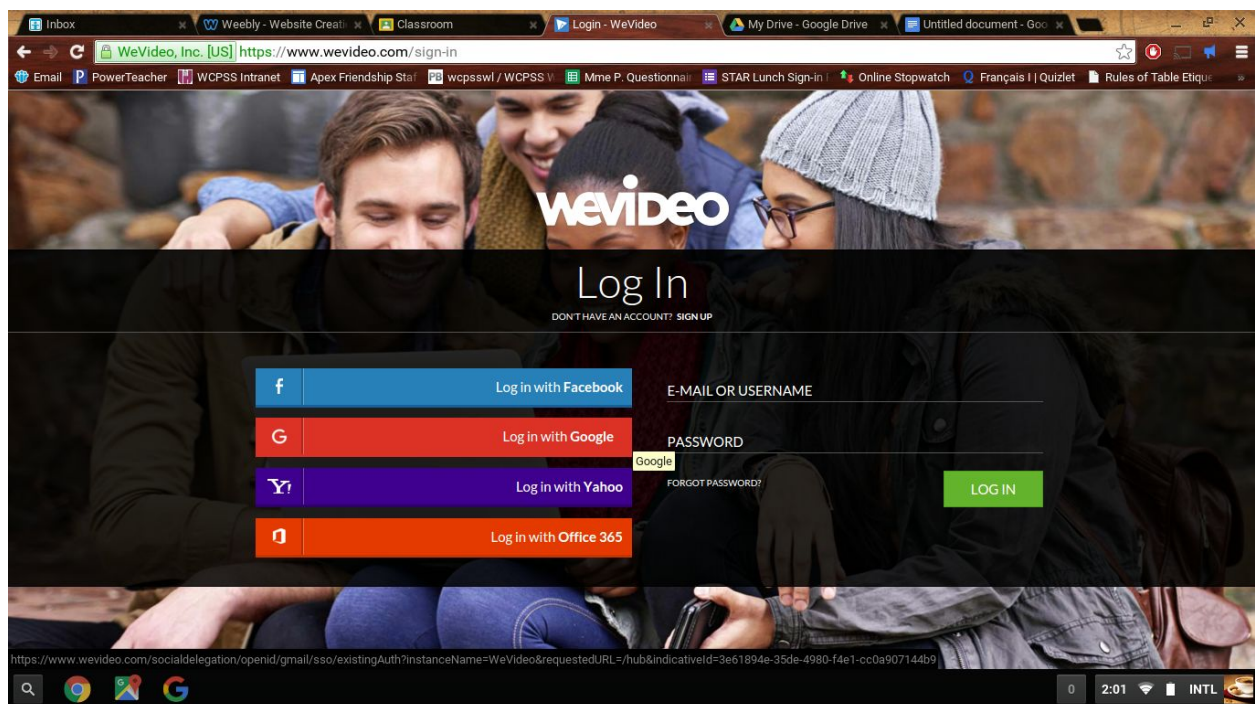 Inbox
Weebly - Website Creati
Classroom
Login - WeVideo
My Drive - Google Drive
Untitled document - Goo
WeVideo, Inc. [US] https://www.wevideo.com/sign-in
Email
PowerTeacher
WCPSS Intranet
Apex Friendship Staf
PB wcpsswl / WCPSS W
Mme P. Questionnair
STAR Lunch Sign-in
Online Stopwatch
Français I | Quizlet
Rules of Table Etique
»
wevideo
Log In
DON'T HAVE AN ACCOUNT? SIGN UP
f Log in with Facebook
G Log in with Google
Google
Y! Log in with Yahoo
Log in with Office 365
E-MAIL OR USERNAME
PASSWORD
FORGOT PASSWORD?
LOG IN
https://www.wevideo.com/socialdelegation/openid/gmail/sso/existingAuth?instanceName=WeVideo&requestedURL=/hub&indicativeId=3e61894e-35de-4980-f4e1-cc0a907144b9
0 2:01 INTL